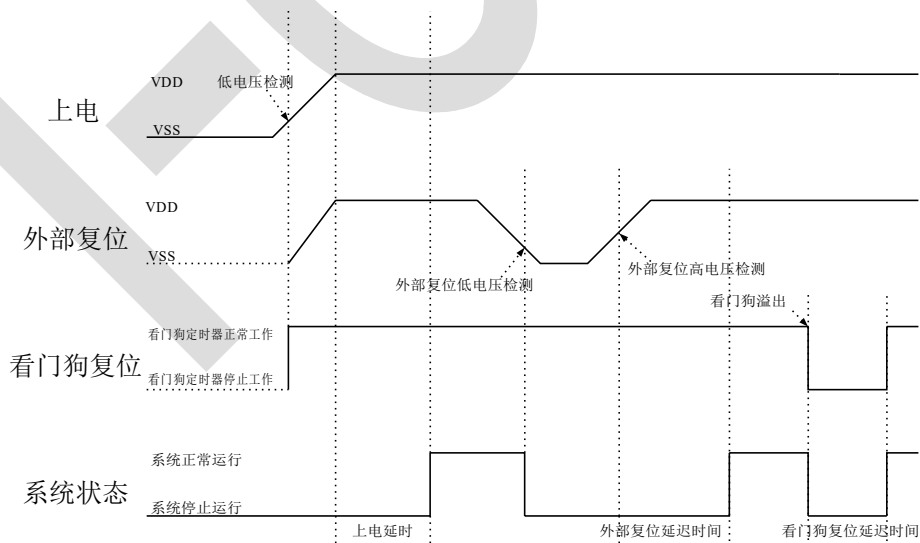 VDD
低电压检测
上电
VSS
VDD
外部复位
VSS
外部复位低电压检测
外部复位高电压检测
看门狗溢出
看门狗定时器正常工作
看门狗复位
看门狗定时器停止工作
系统正常运行
系统状态
系统停止运行
上电延时
外部复位延迟时间
看门狗复位延迟时间